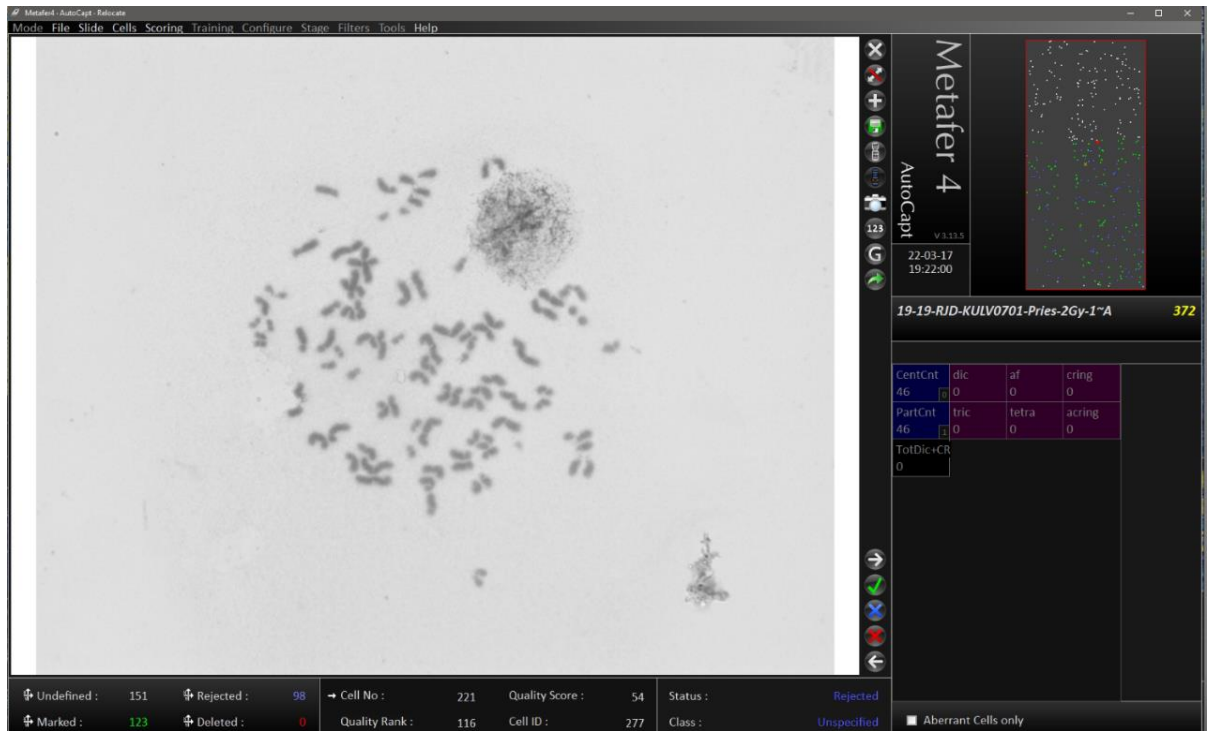 Metafer4 - AutoCapt - Relocate
Mode File Slide Cells Scoring Training Configure Stage Filters Tools Help
123
G
Metafer 4
AutoCapt
V 3.13.5
22-03-17
19:22:00
19-19-RJD-KULV0701-Pries-2Gy-1~A 372
CentCnt dic af cring
46 0 0 0 0
PartCnt tric tetra acring
46 1 0 0 0
TotDic+CR
0
Undefined : 151 Rejected : 98 Cell No : 221 Quality Score : 54 Status : Rejected
Marked : 123 Deleted : 0 Quality Rank : 116 Cell ID : 277 Class : Unspecified
Aberrant Cells only